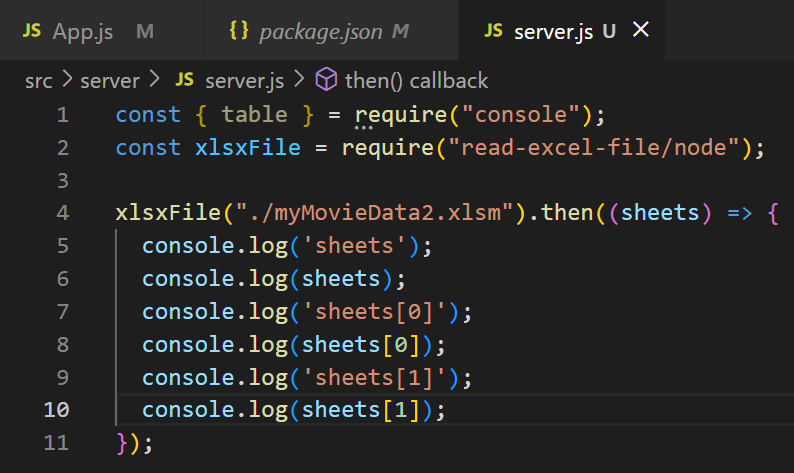 JS App.js M {} package.json M JS server.js U ×
src > server > JS server.js > then() callback
1 const { table } = require("console");
2 const xlsxFile = require("read-excel-file/node");
3
4 xlsxFile("./myMovieData2.xlsm").then((sheets) => {
5   console.log('sheets');
6   console.log(sheets);
7   console.log('sheets[0]');
8   console.log(sheets[0]);
9   console.log('sheets[1]');
10   console.log(sheets[1]);
11 });